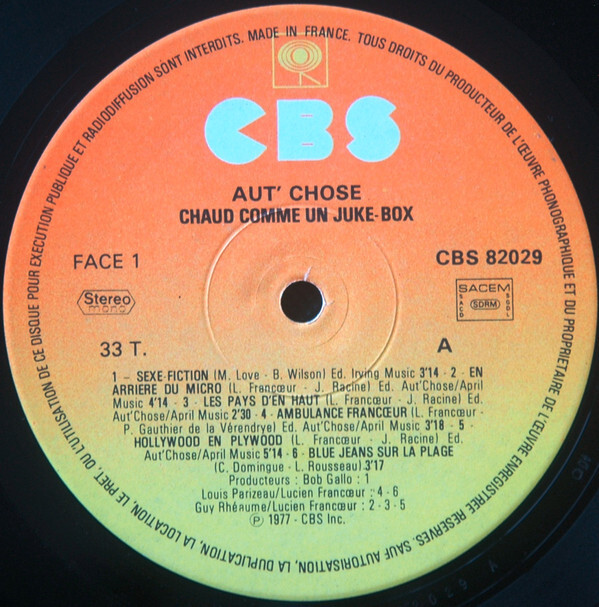 TOUS DROITS DU PRODUCTEUR DE L'ŒUVRE PHONOGRAPHIQUE ET DU PROPRIETAIRE DE L'ŒUVRE ENREGISTREE RESERVES. SAUF AUTORISATION, LA DUPLICATION, LA LOCATION, LE PRET, OU L'UTILISATION DE CE DISQUE POUR EXECUTION PUBLIQUE ET RADIODIFFUSION SONT INTERDITS. MADE IN FRANCE.
CBS
AUT' CHOSE
CHAUD COMME UN JUKE-BOX
FACE 1
CBS 82029
Stereo
mono
SACEM
SACD
SDRM
SGDL
33 T.
A
1 – SEXE-FICTION (M. Love - B. Wilson) Ed. Irving Music 3'14 - 2 - EN
ARRIERE DU MICRO (L. Francœur - J. Racine) Ed. Aut'Chose/April
Music 4'14 - 3 - LES PAYS D'EN HAUT (L. Francœur - J. Racine) Ed.
Aut'Chose/April Music 2'30 - 4 - AMBULANCE FRANCŒUR (L. Francœur -
P. Gauthier de la Vérendrye) Ed. Aut'Chose/April Music 3'18 - 5 -
HOLLYWOOD EN PLYWOOD (L. Francœur - J. Racine) Ed.
Aut'Chose/April Music 5'14 - 6 - BLUE JEANS SUR LA PLAGE
(C. Domingue - L. Rousseau) 3'17
Producteurs : Bob Gallo : 1
Louis Parizeau/Lucien Francœur : 4 - 6
Guy Rhéaume/Lucien Francœur : 2 - 3 - 5
Ⓟ 1977 - CBS Inc.